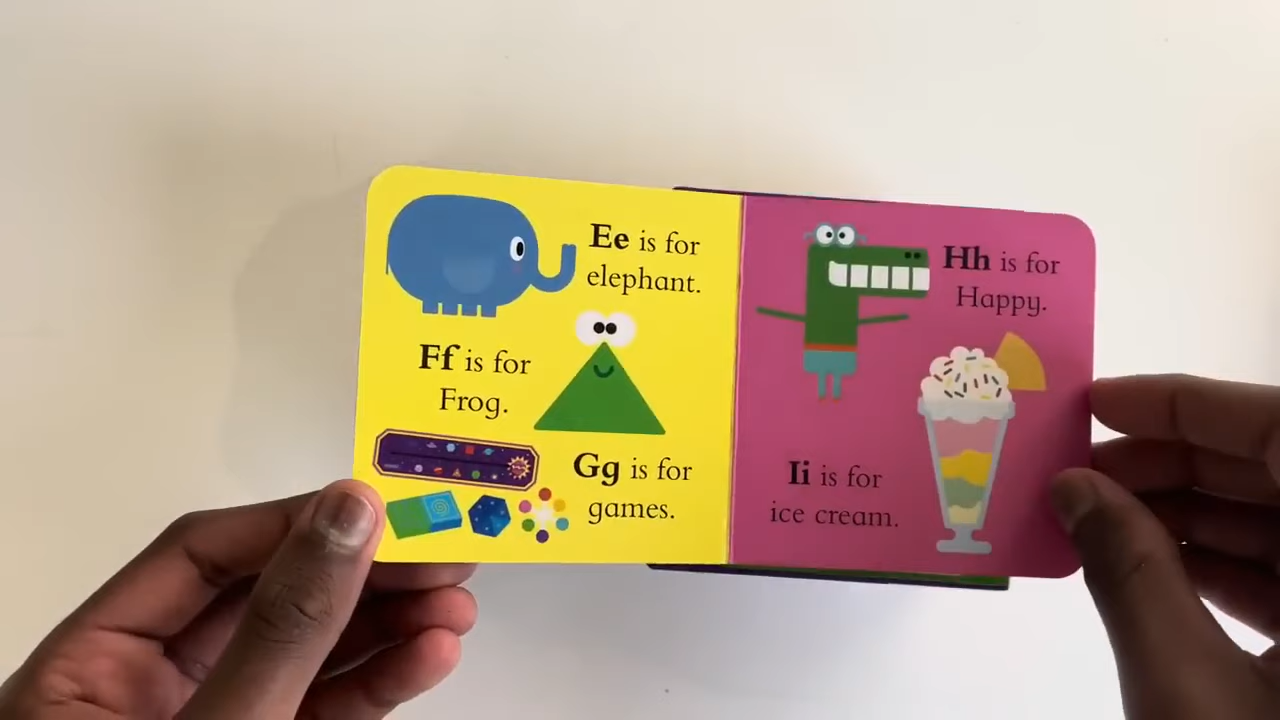 Ee is for
elephant.
Ff is for
Frog.
Gg is for
games.
Hh is for
Happy.
Ii is for
ice cream.